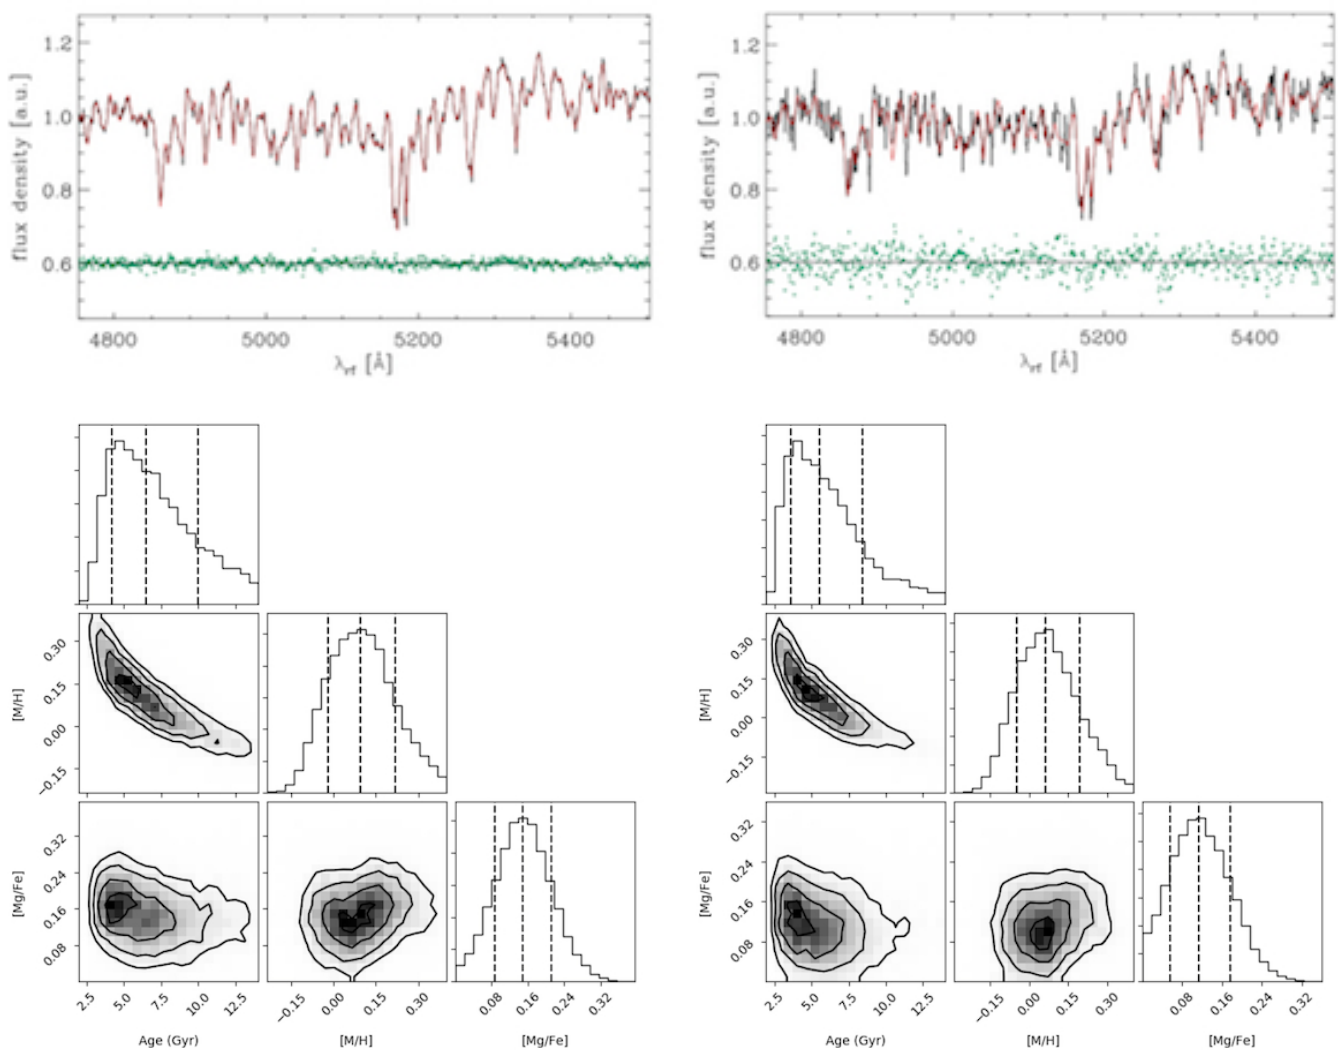 1.2
1.0
0.8
0.6
flux density [a.u.]
4800 5000 5200 5400
λrf [Å]
1.2
1.0
0.8
0.6
flux density [a.u.]
4800 5000 5200 5400
λrf [Å]
[M/H]
0.30
0.15
0.00
−0.15
[Mg/Fe]
0.32
0.24
0.16
0.08
2.5 5.0 7.5 10.0 12.5
−0.15 0.00 0.15 0.30
0.08 0.16 0.24 0.32
Age (Gyr) [M/H] [Mg/Fe]
[M/H]
0.30
0.15
0.00
−0.15
[Mg/Fe]
0.32
0.24
0.16
0.08
2.5 5.0 7.5 10.0 12.5
−0.15 0.00 0.15 0.30
0.08 0.16 0.24 0.32
Age (Gyr) [M/H] [Mg/Fe]